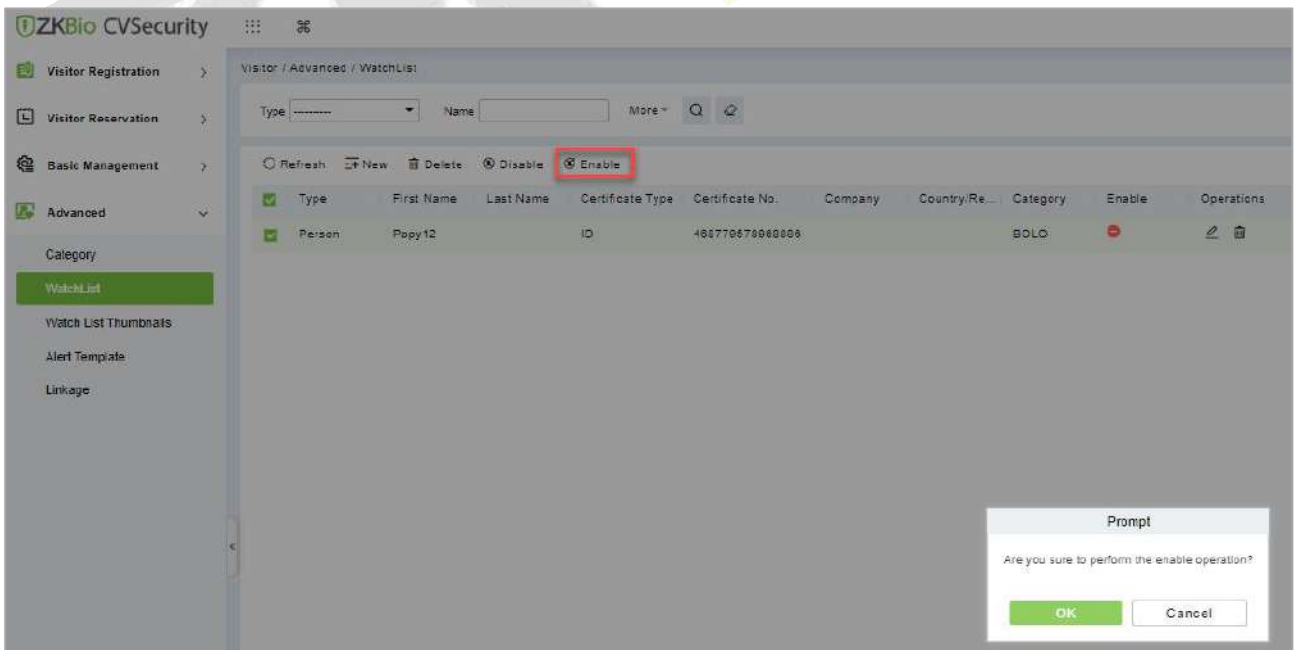 ZKBio CVSecurity
Visitor Registration
Visitor Reservation
Basic Management
Advanced
Category
WatchList
Watch List Thumbnails
Alert Template
Linkage
Visitor / Advanced / WatchList
Type ---------- Name More
Refresh New Delete Disable Enable
Type First Name Last Name Certificate Type Certificate No. Company Country/Re... Category Enable Operations
Person Popy12 ID BOLO
Prompt
Are you sure to perform the enable operation?
OK Cancel